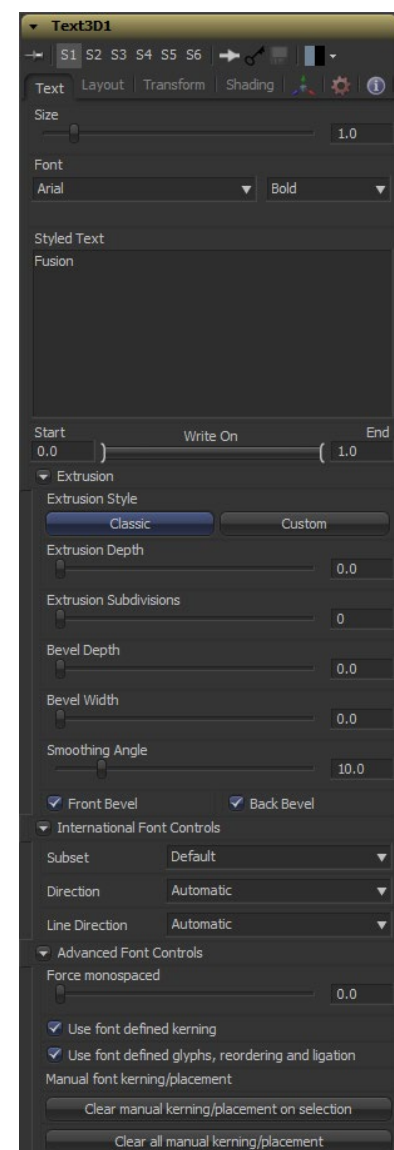 Text3D1
S1 S2 S3 S4 S5 S6
Text Layout Transform Shading
Size
1.0
Font
Arial Bold
Styled Text
Fusion
Start Write On End
0.0 1.0
Extrusion
Extrusion Style
Classic Custom
Extrusion Depth
0.0
Extrusion Subdivisions
0
Bevel Depth
0.0
Bevel Width
0.0
Smoothing Angle
10.0
Front Bevel Back Bevel
International Font Controls
Subset Default
Direction Automatic
Line Direction Automatic
Advanced Font Controls
Force monospaced
0.0
Use font defined kerning
Use font defined glyphs, reordering and ligation
Manual font kerning/placement
Clear manual kerning/placement on selection
Clear all manual kerning/placement